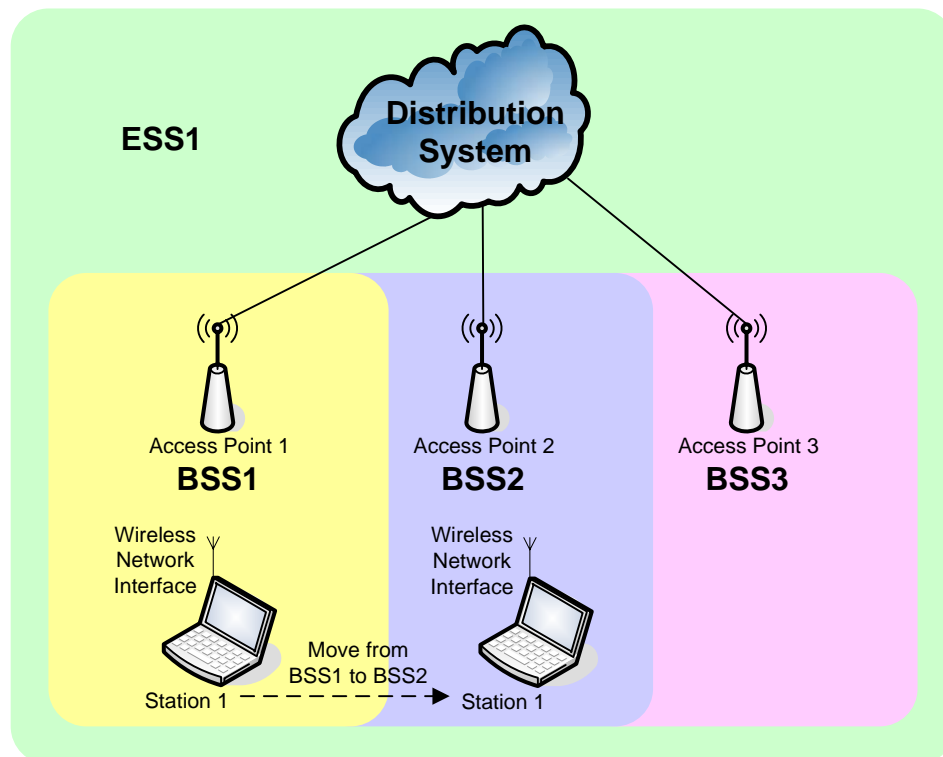 Distribution
System
ESS1
Access Point 1
BSS1
Access Point 2
BSS2
Access Point 3
BSS3
Wireless
Network
Interface
Wireless
Network
Interface
Move from
BSS1 to BSS2
Station 1
Station 1